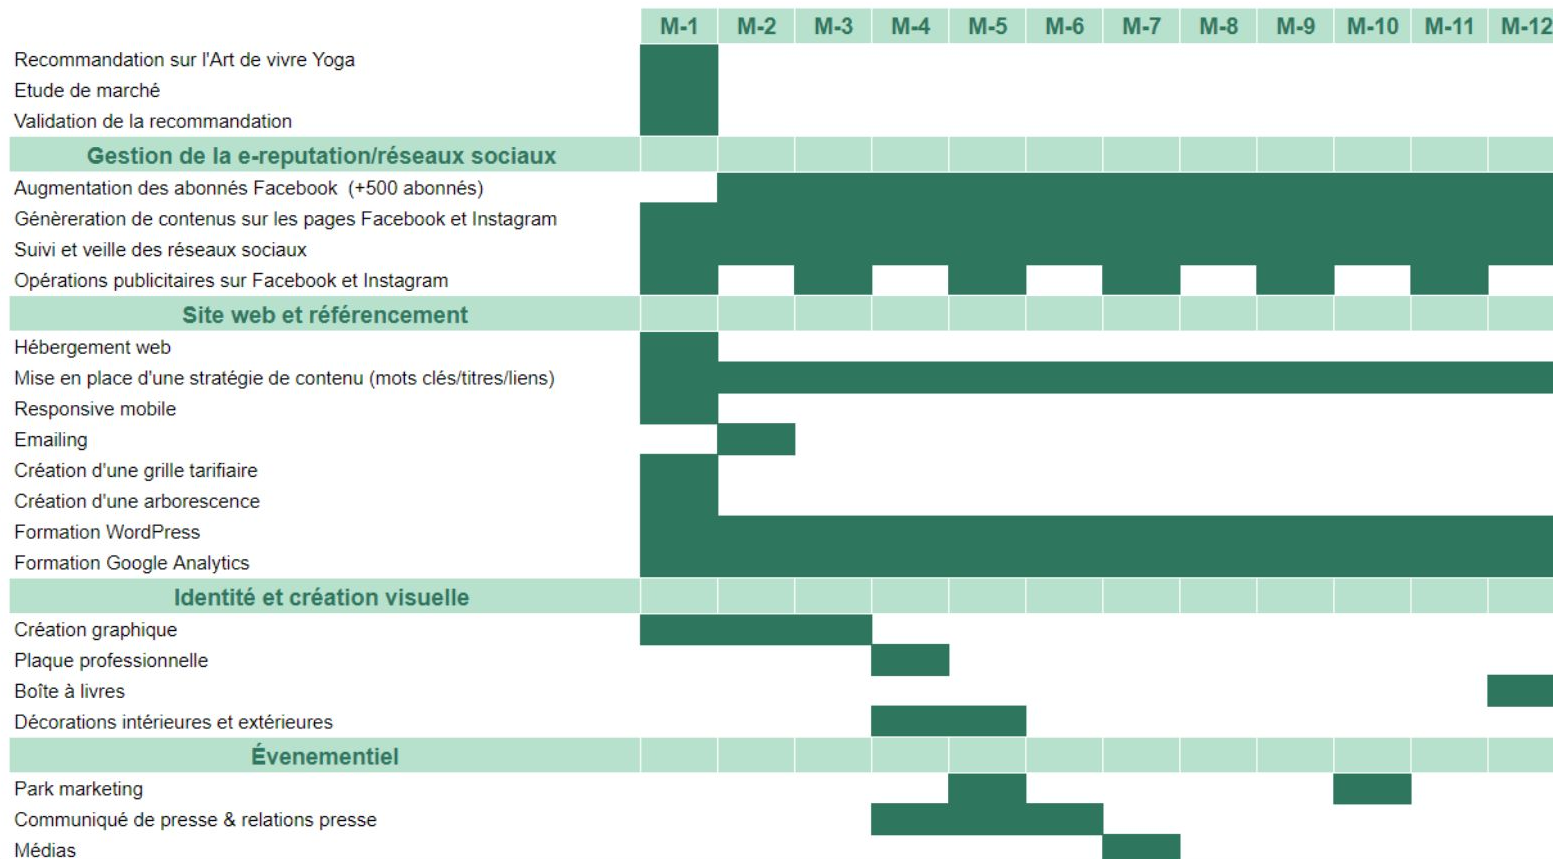 M-1 M-2 M-3 M-4 M-5 M-6 M-7 M-8 M-9 M-10 M-11 M-12
Recommandation sur l'Art de vivre Yoga
Etude de marché
Validation de la recommandation
Gestion de la e-reputation/réseaux sociaux
Augmentation des abonnés Facebook (+500 abonnés)
Génèreration de contenus sur les pages Facebook et Instagram
Suivi et veille des réseaux sociaux
Opérations publicitaires sur Facebook et Instagram
Site web et référencement
Hébergement web
Mise en place d'une stratégie de contenu (mots clés/titres/liens)
Responsive mobile
Emailing
Création d'une grille tarifiaire
Création d'une arborescence
Formation WordPress
Formation Google Analytics
Identité et création visuelle
Création graphique
Plaque professionnelle
Boîte à livres
Décorations intérieures et extérieures
Évenementiel
Park marketing
Communiqué de presse & relations presse
Médias